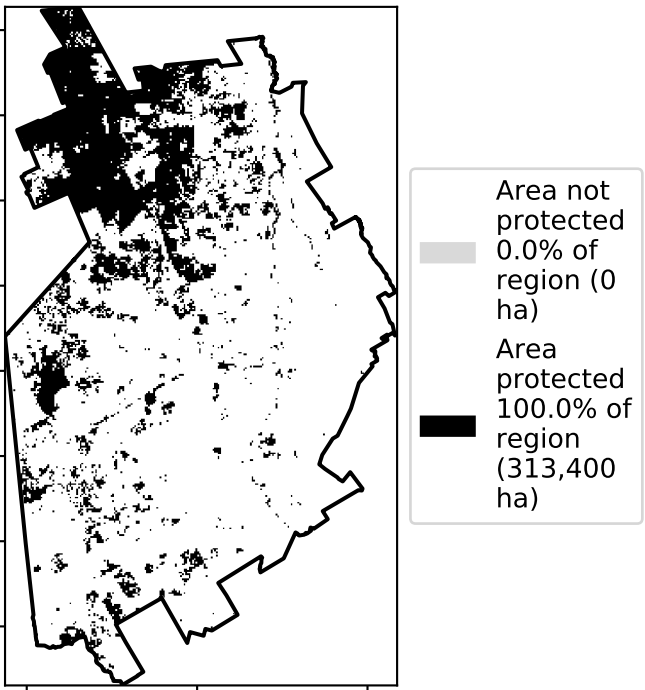 Area not
protected
0.0% of
region (0
ha)
Area
protected
100.0% of
region
(313,400
ha)